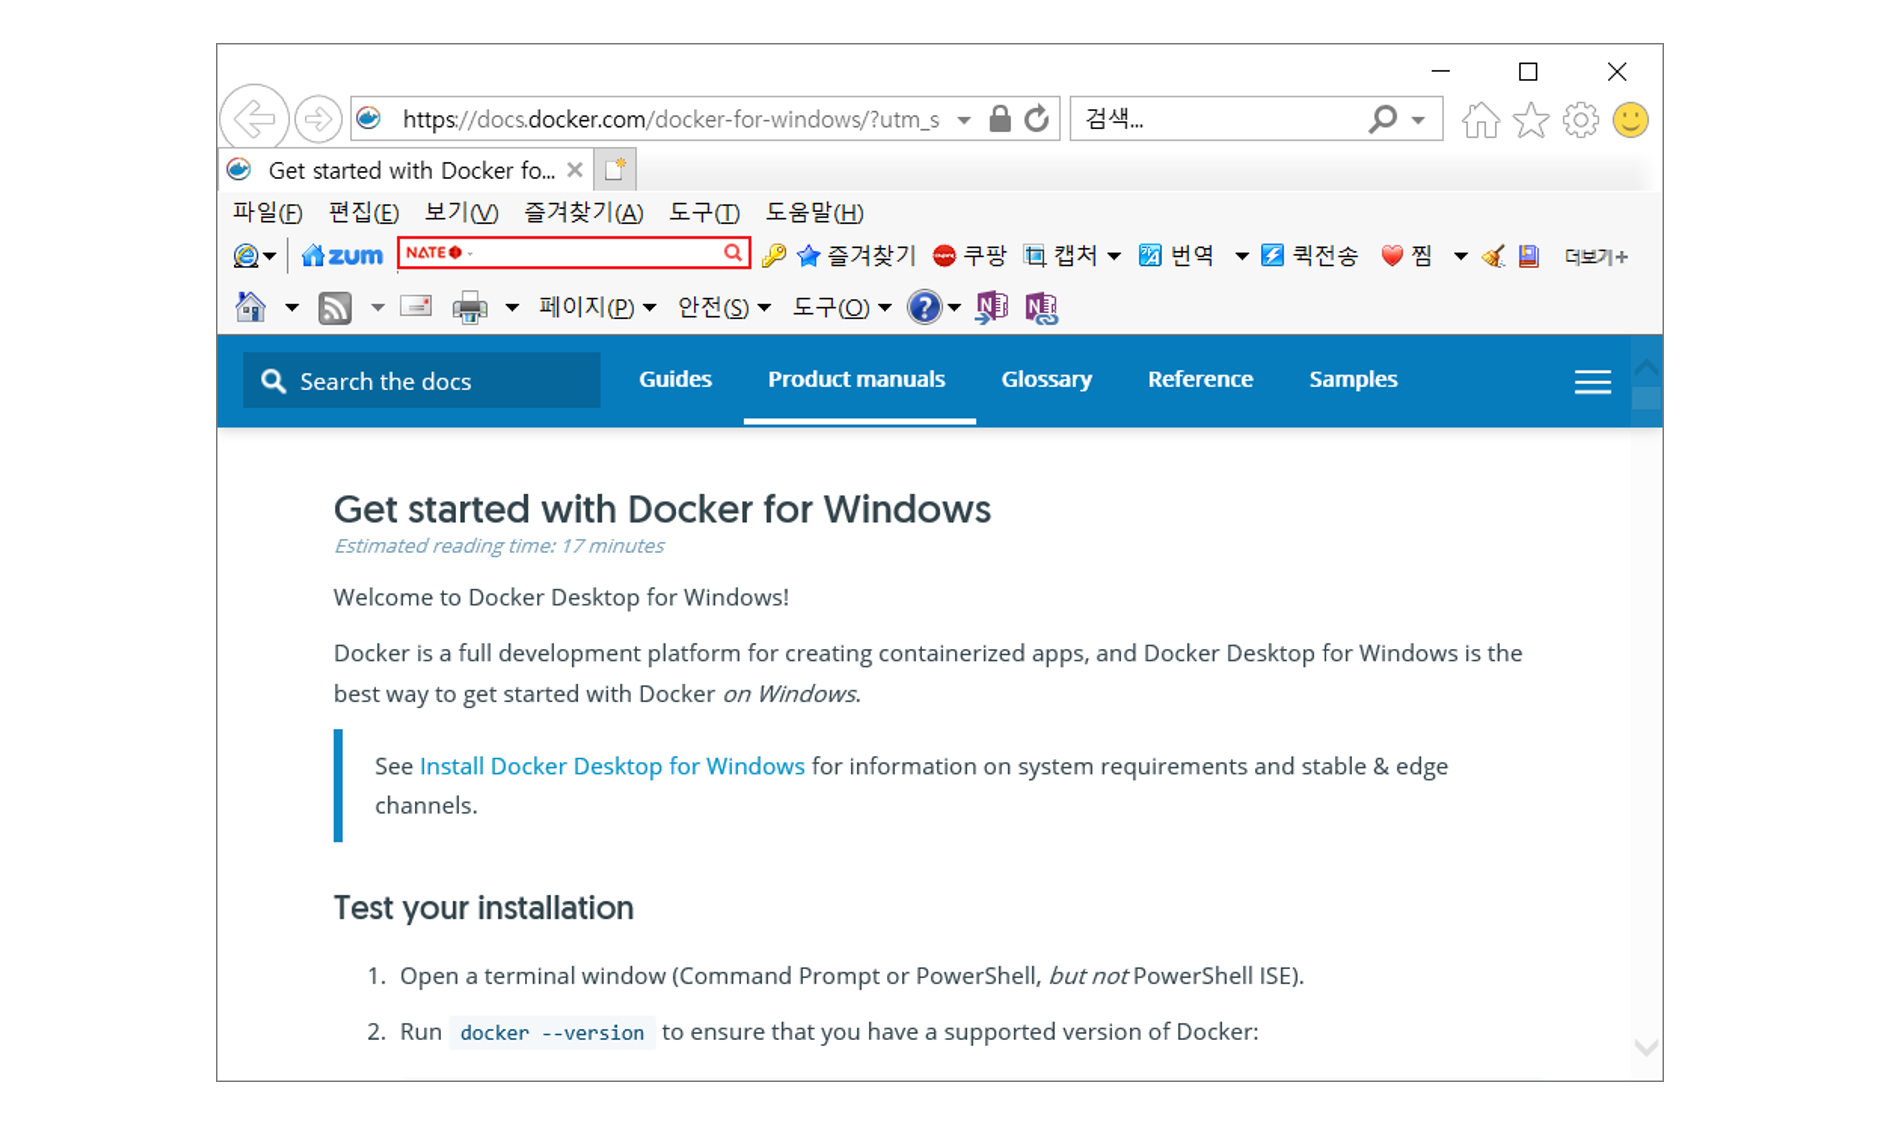 https://docs.docker.com/docker-for-windows/?utm_s 검색...
Get started with Docker fo...
파일(F) 편집(E) 보기(V) 즐겨찾기(A) 도구(T) 도움말(H)
zum NATE 즐겨찾기 쿠팡 캡처 번역 퀵전송 찜 더보기+
페이지(P) 안전(S) 도구(O)
Search the docs Guides Product manuals Glossary Reference Samples
Get started with Docker for Windows
Estimated reading time: 17 minutes
Welcome to Docker Desktop for Windows!
Docker is a full development platform for creating containerized apps, and Docker Desktop for Windows is the
best way to get started with Docker on Windows.
See Install Docker Desktop for Windows for information on system requirements and stable & edge
channels.
Test your installation
1. Open a terminal window (Command Prompt or PowerShell, but not PowerShell ISE).
2. Run docker --version to ensure that you have a supported version of Docker: